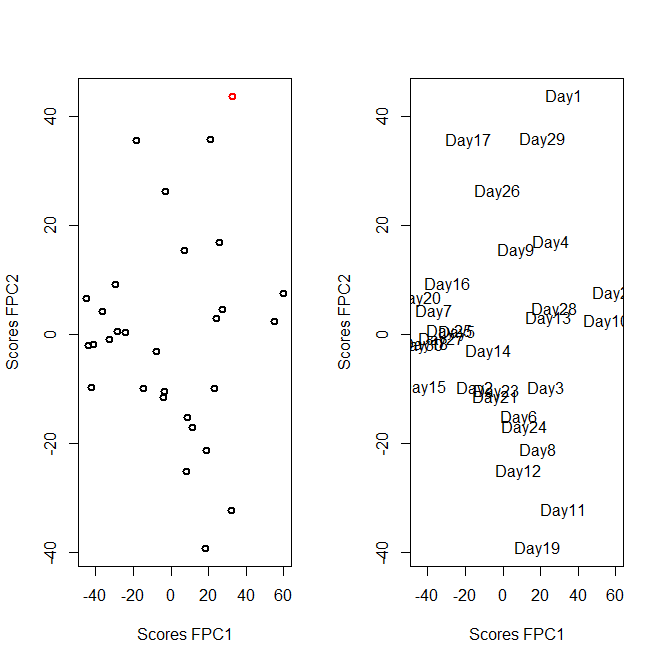 40
20
0
-20
-40
Scores FPC2
-40 -20 0 20 40 60
Scores FPC1
40
20
0
-20
-40
Scores FPC2
Day1
Day17 Day29
Day26
Day4
Day9
Day16
Day7
Day28
Day13
Day25
Day14
Day15 Day2 Day23 Day3
Day21
Day6
Day24
Day8
Day12
Day11
Day19
-40 -20 0 20 40 60
Scores FPC1